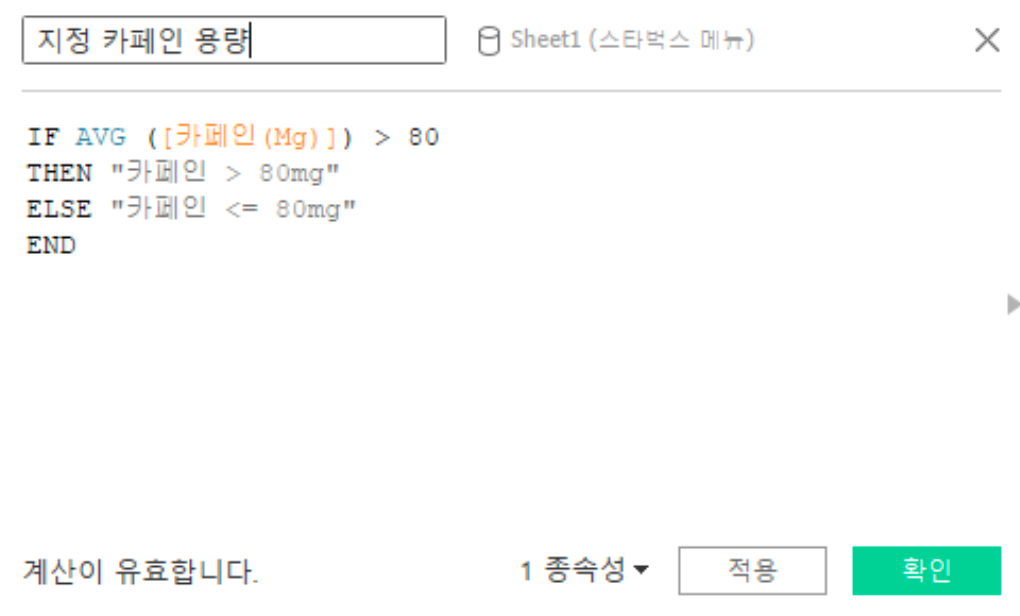 지정 카페인 용량
Sheet1 (스타벅스 메뉴)
IF AVG ([카페인(Mg)]) > 80
THEN "카페인 > 80mg"
ELSE "카페인 <= 80mg"
END
계산이 유효합니다.
1 종속성
적용
확인